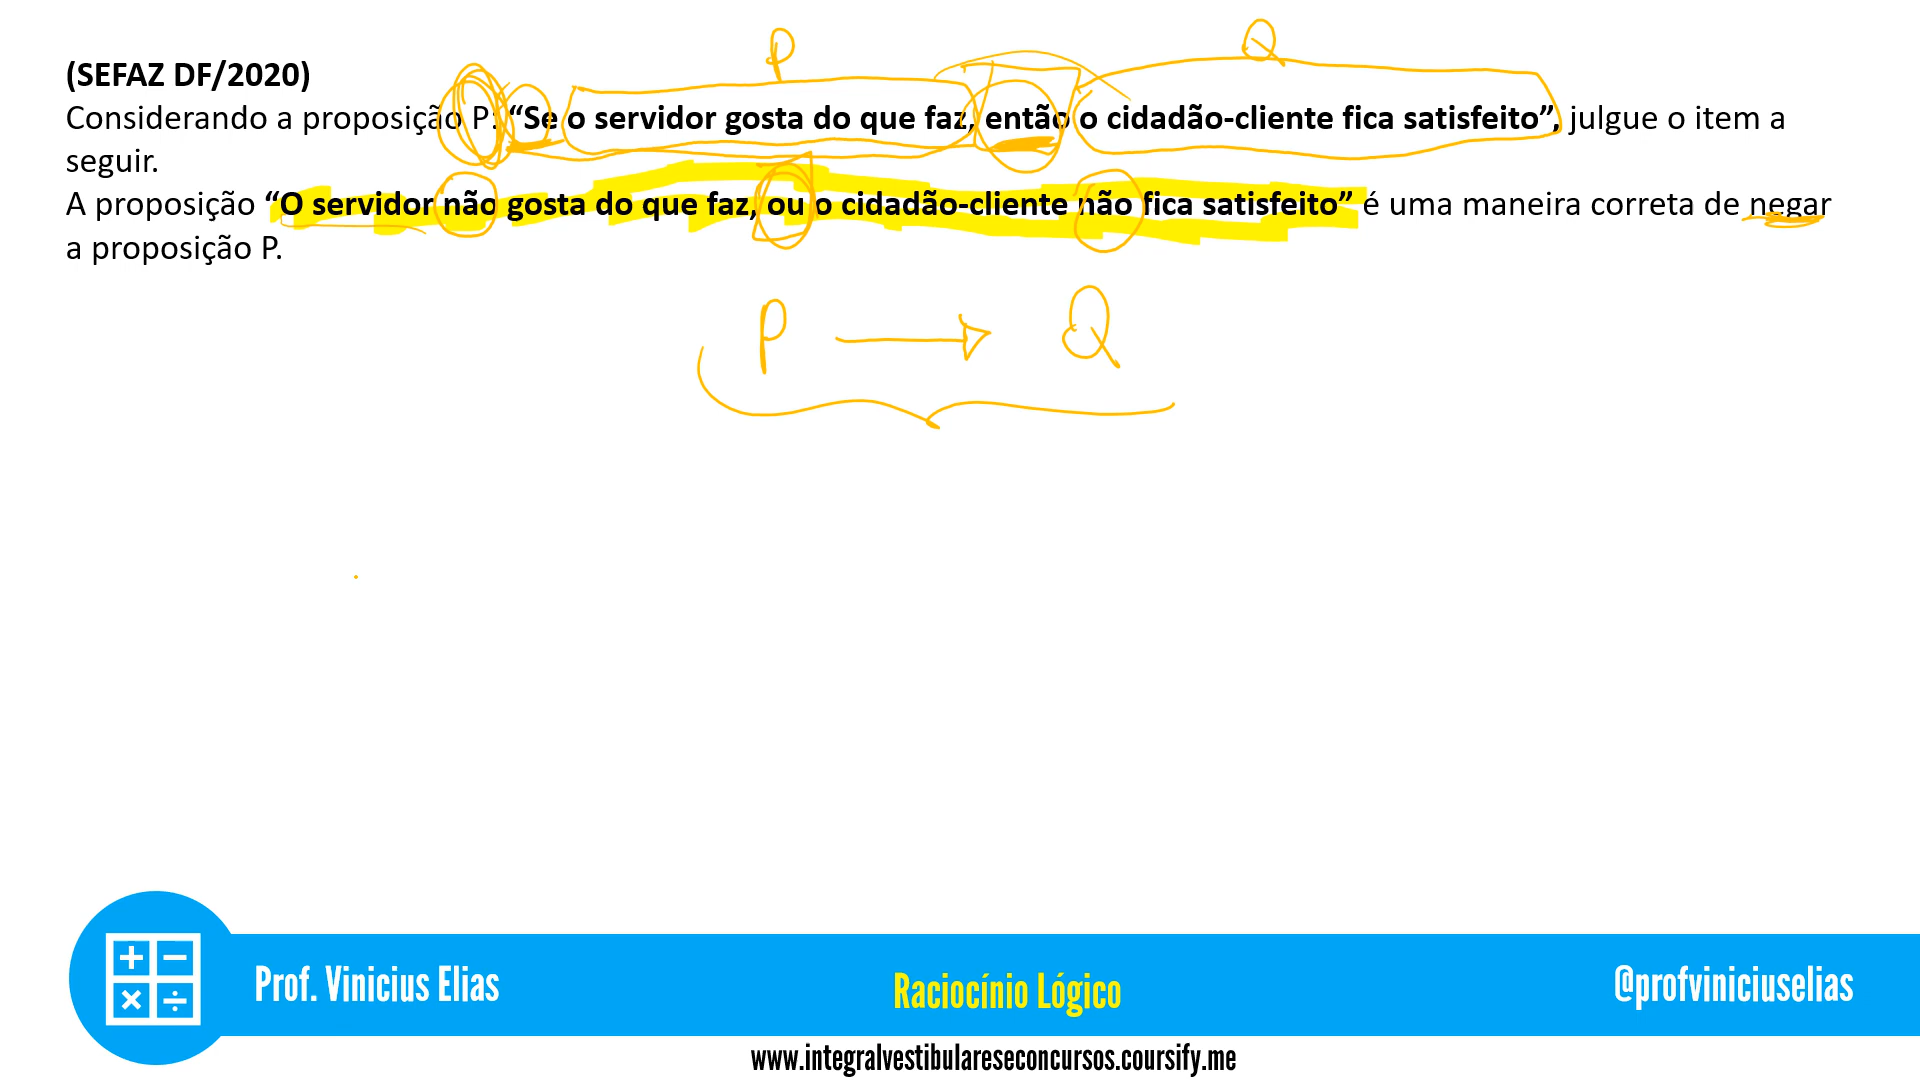 (SEFAZ DF/2020)
P Q
Considerando a proposição P: “Se o servidor gosta do que faz, então o cidadão-cliente fica satisfeito”, julgue o item a
seguir.
A proposição “O servidor não gosta do que faz, ou o cidadão-cliente não fica satisfeito” é uma maneira correta de negar
a proposição P.
P → Q
Prof. Vinicius Elias
Raciocínio Lógico
@profviniciuselias
www.integralvestibulareseconcursos.coursify.me